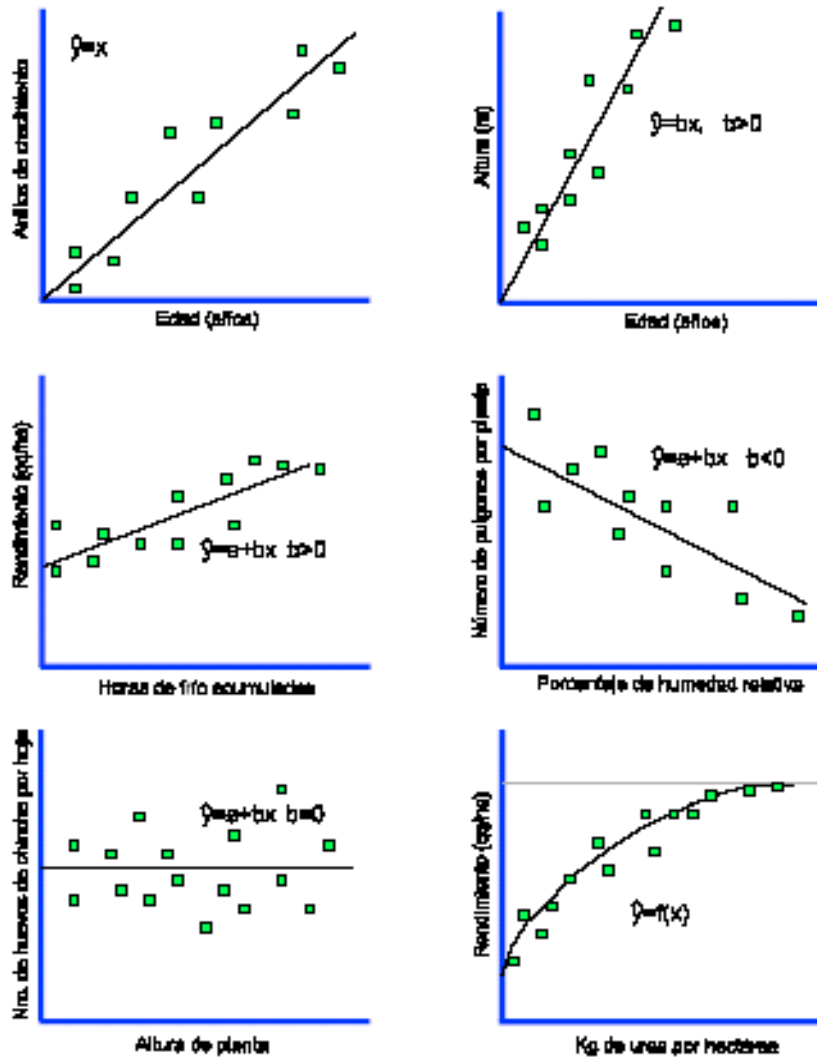 ŷ=x
Anillos de crecimiento
Edad (años)
ŷ=bx, b>0
Altura (m)
Edad (años)
Rendimiento (qq/ha)
ŷ=a+bx b>0
Horas de frío acumuladas
Número de pulgones por planta
ŷ=a+bx b<0
Porcentaje de humedad relativa
Nro. de huevos de chinche por hoja
ŷ=a+bx b=0
Altura de planta
Rendimiento (qq/ha)
ŷ=f(x)
Kg de urea por hectárea